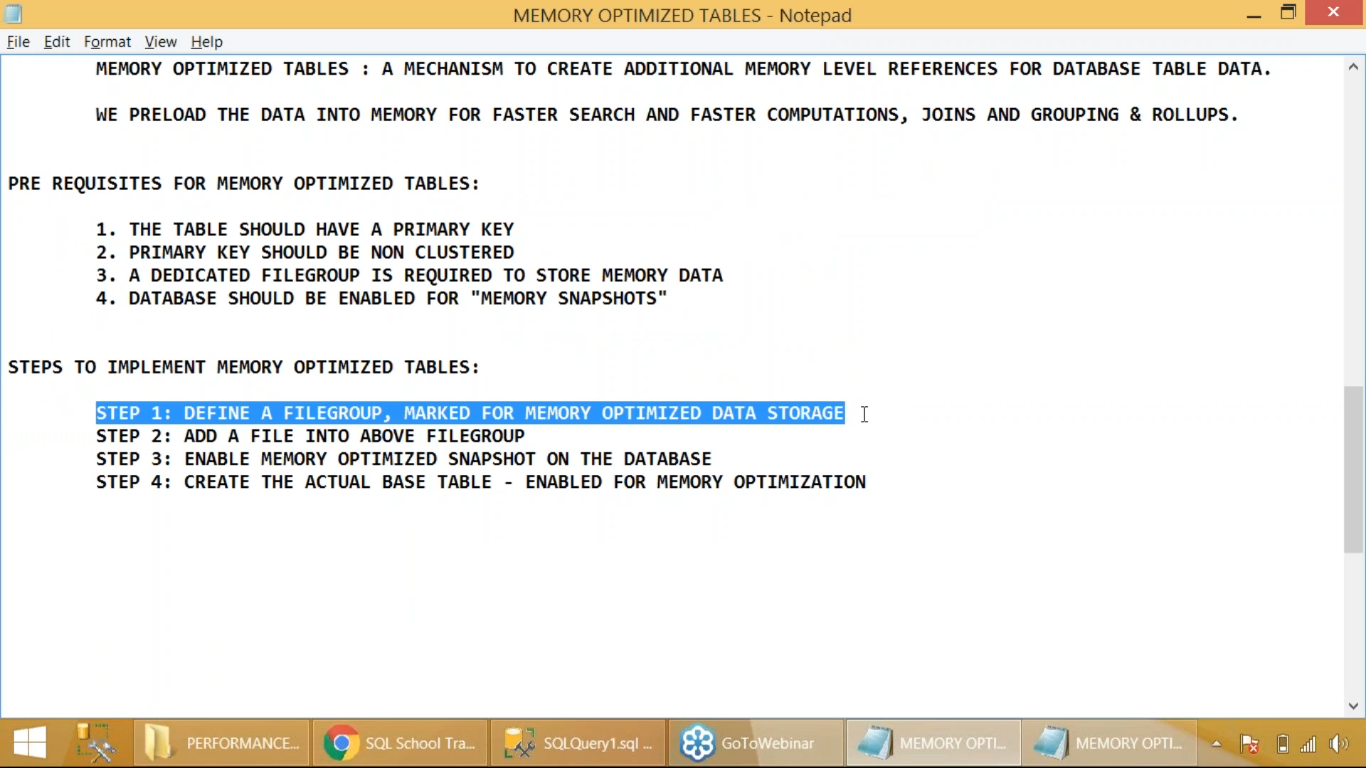 MEMORY OPTIMIZED TABLES - Notepad
File Edit Format View Help
MEMORY OPTIMIZED TABLES : A MECHANISM TO CREATE ADDITIONAL MEMORY LEVEL REFERENCES FOR DATABASE TABLE DATA.
WE PRELOAD THE DATA INTO MEMORY FOR FASTER SEARCH AND FASTER COMPUTATIONS, JOINS AND GROUPING & ROLLUPS.
PRE REQUISITES FOR MEMORY OPTIMIZED TABLES:
1. THE TABLE SHOULD HAVE A PRIMARY KEY
2. PRIMARY KEY SHOULD BE NON CLUSTERED
3. A DEDICATED FILEGROUP IS REQUIRED TO STORE MEMORY DATA
4. DATABASE SHOULD BE ENABLED FOR "MEMORY SNAPSHOTS"
STEPS TO IMPLEMENT MEMORY OPTIMIZED TABLES:
STEP 1: DEFINE A FILEGROUP, MARKED FOR MEMORY OPTIMIZED DATA STORAGE
STEP 2: ADD A FILE INTO ABOVE FILEGROUP
STEP 3: ENABLE MEMORY OPTIMIZED SNAPSHOT ON THE DATABASE
STEP 4: CREATE THE ACTUAL BASE TABLE - ENABLED FOR MEMORY OPTIMIZATION
PERFORMANCE... SQL School Tra... SQLQuery1.sql ... GoToWebinar MEMORY OPTI... MEMORY OPTI...